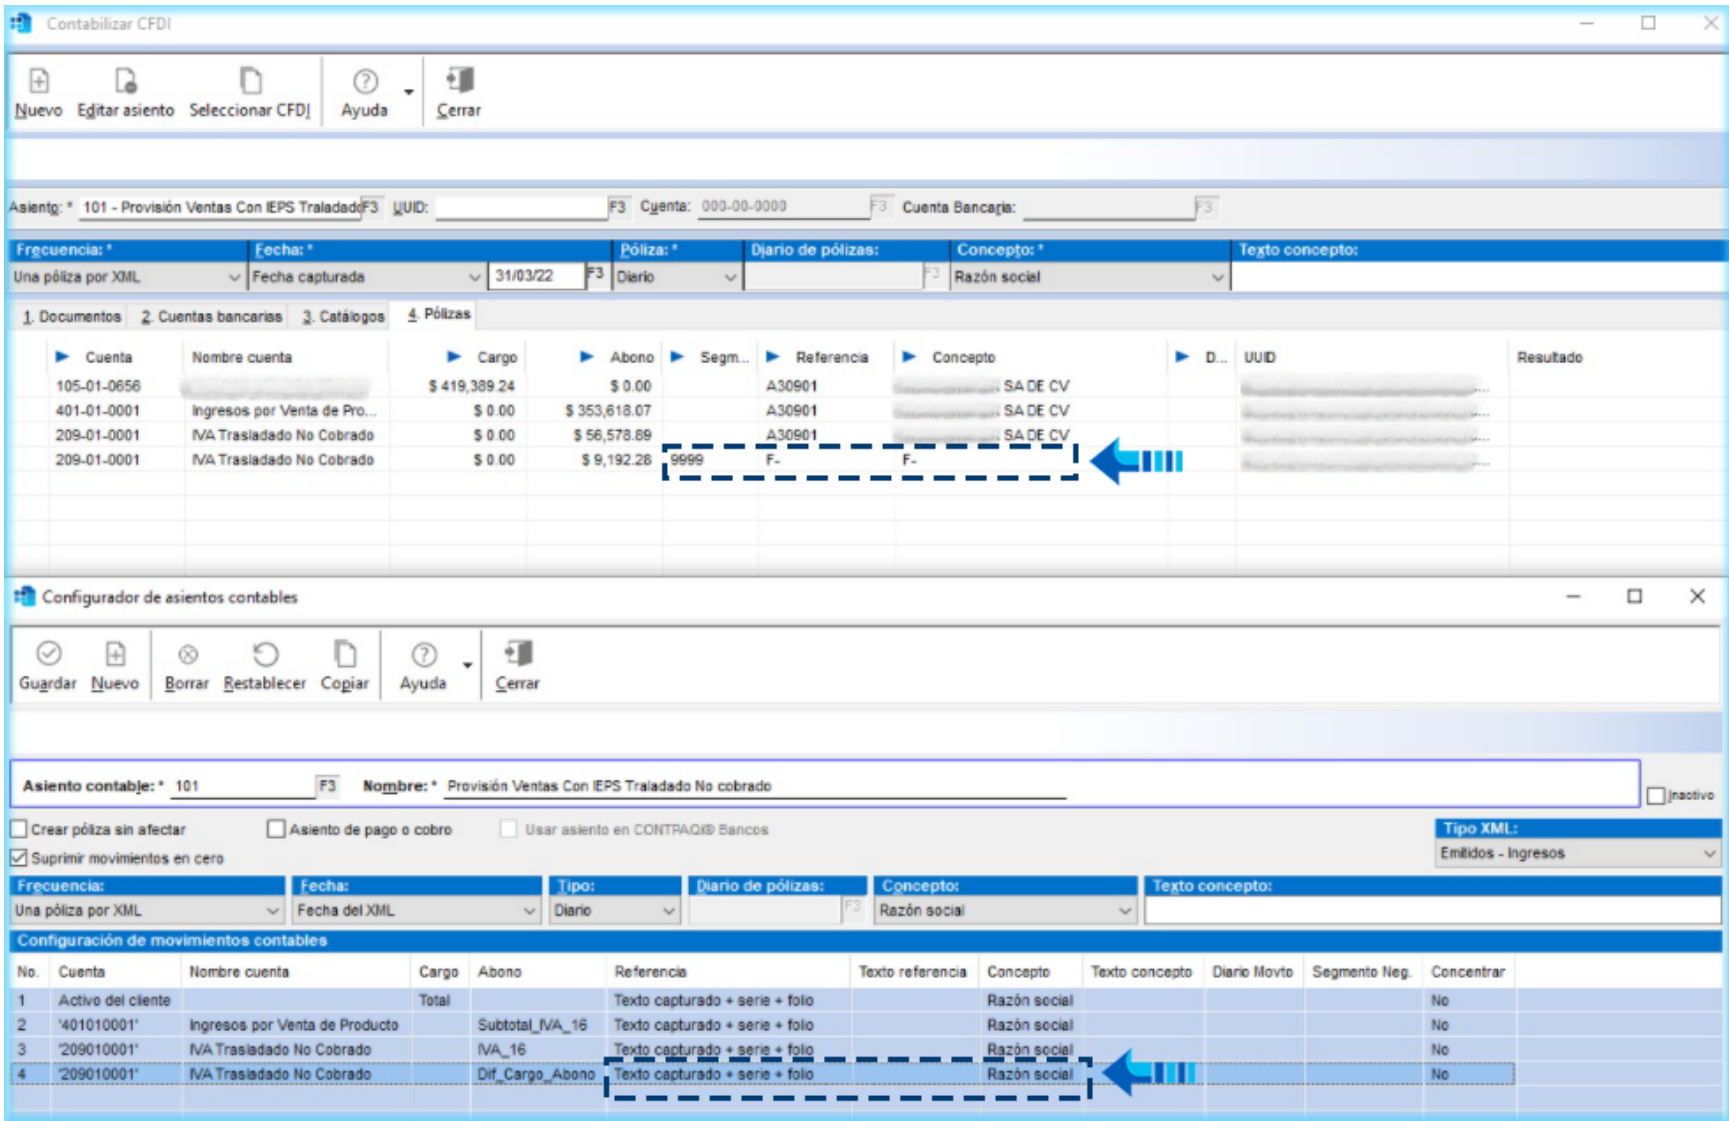 Contabilizar CFDI
Nuevo Editar asiento Seleccionar CFDI Ayuda Cerrar
Asiento: * 101 - Provisión Ventas Con IEPS Traladado F3 UUID: F3 Cuenta: 000-00-0000 F3 Cuenta Bancaria: F3
Frecuencia: * Fecha: * Póliza: * Diario de pólizas: Concepto: * Texto concepto:
Una póliza por XML Fecha capturada 31/03/22 F3 Diario F3 Razón social
1. Documentos 2. Cuentas bancarias 3. Catálogos 4. Pólizas
Cuenta Nombre cuenta Cargo Abono Segm... Referencia Concepto D... UUID Resultado
105-01-0656 $ 419,389.24 $ 0.00 A30901 SA DE CV
401-01-0001 Ingresos por Venta de Pro... $ 0.00 $ 353,618.07 A30901 SA DE CV
209-01-0001 IVA Trasladado No Cobrado $ 0.00 $ 56,578.89 A30901 SA DE CV
209-01-0001 IVA Trasladado No Cobrado $ 0.00 $ 9,192.28 9999 F- F-
Configurador de asientos contables
Guardar Nuevo Borrar Restablecer Copiar Ayuda Cerrar
Asiento contable: * 101 F3 Nombre: * Provisión Ventas Con IEPS Traladado No cobrado
Inactivo
Crear póliza sin afectar Asiento de pago o cobro Usar asiento en CONTPAQi® Bancos Tipo XML:
Suprimir movimientos en cero Emitidos - Ingresos
Frecuencia: Fecha: Tipo: Diario de pólizas: Concepto: Texto concepto:
Una póliza por XML Fecha del XML Diario F3 Razón social
Configuración de movimientos contables
No. Cuenta Nombre cuenta Cargo Abono Referencia Texto referencia Concepto Texto concepto Diario Movto Segmento Neg. Concentrar
1 Activo del cliente Total Texto capturado + serie + folio Razón social No
2 '401010001' Ingresos por Venta de Producto Subtotal_IVA_16 Texto capturado + serie + folio Razón social No
3 '209010001' IVA Trasladado No Cobrado IVA_16 Texto capturado + serie + folio Razón social No
4 '209010001' IVA Trasladado No Cobrado Dif_Cargo_Abono Texto capturado + serie + folio Razón social No